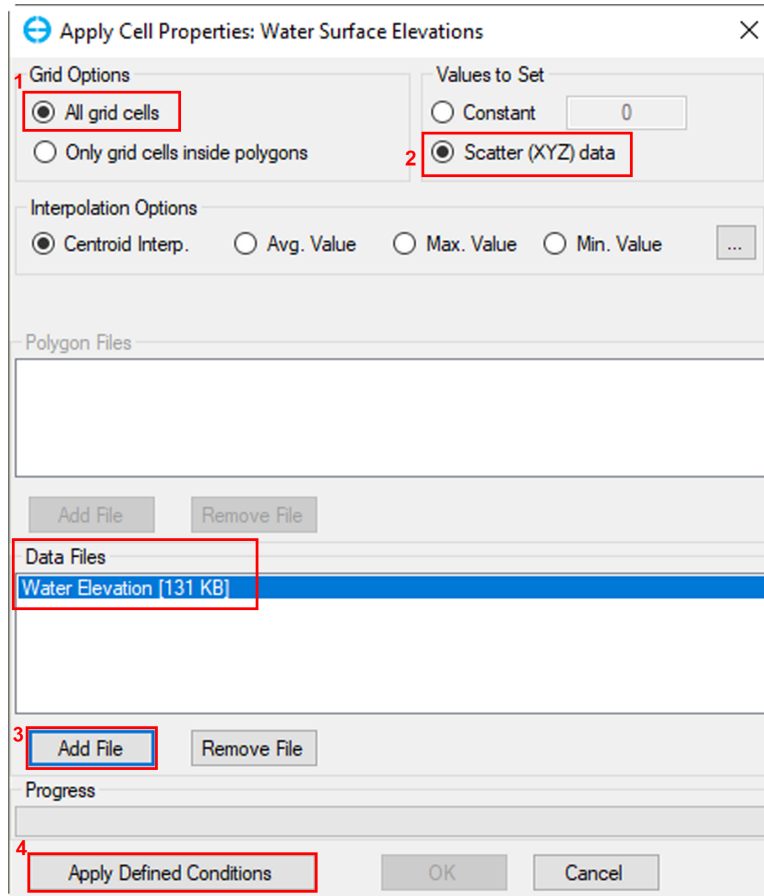 Apply Cell Properties: Water Surface Elevations
1
Grid Options
All grid cells
Only grid cells inside polygons
Values to Set
Constant 0
2 Scatter (XYZ) data
Interpolation Options
Centroid Interp. Avg. Value Max. Value Min. Value ...
Polygon Files
Add File Remove File
Data Files
Water Elevation [131 KB]
3 Add File Remove File
Progress
4
Apply Defined Conditions OK Cancel